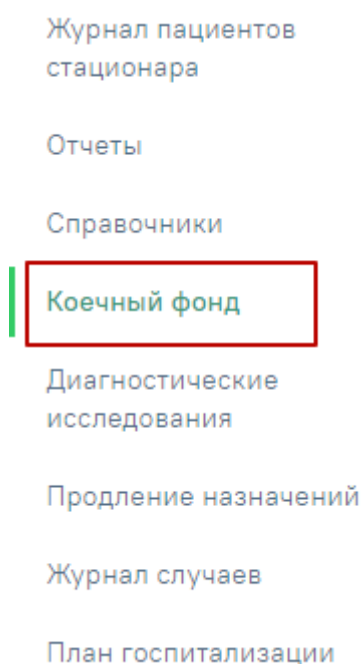 Журнал пациентов
стационара
Отчеты
Справочники
Коечный фонд
Диагностические
исследования
Продление назначений
Журнал случаев
План госпитализации